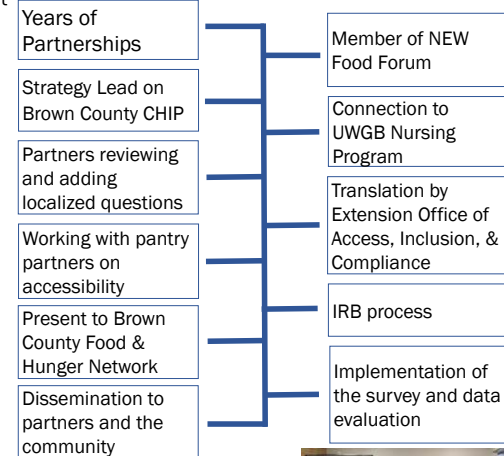 Years of
Partnerships
Member of NEW
Food Forum
Strategy Lead on
Brown County CHIP
Connection to
UWGB Nursing
Program
Partners reviewing
and adding
localized questions
Translation by
Extension Office of
Access, Inclusion, &
Compliance
Working with pantry
partners on
accessibility
IRB process
Present to Brown
County Food &
Hunger Network
Implementation of
the survey and data
evaluation
Dissemination to
partners and the
community